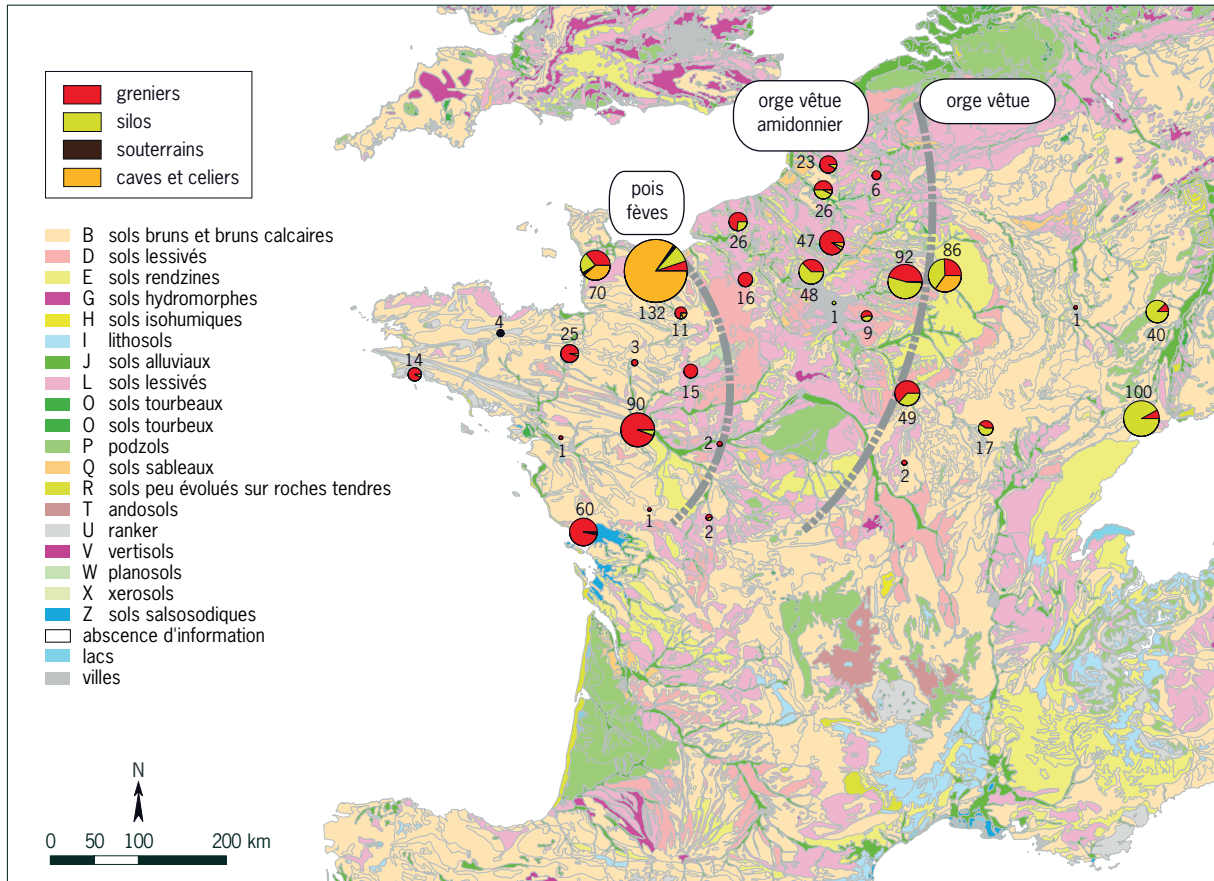 greniers
silos
souterrains
caves et celiers
B sols bruns et bruns calcaires
D sols lessivés
E sols rendzines
G sols hydromorphes
H sols isohumiques
I lithosols
J sols alluviaux
L sols lessivés
O sols tourbeaux
O sols tourbeux
P podzols
Q sols sableaux
R sols peu évolués sur roches tendres
T andosols
U ranker
V vertisols
W planosols
X xerosols
Z sols salsosodiques
abscence d'information
lacs
villes
N
0 50 100 200 km
orge vêtue
amidonnier
orge vêtue
pois
fèves
23
6
26
26
47
92
86
70
132
16
48
1
9
11
1
40
4
25
3
14
15
100
90
49
17
2
1
2
1
2
60